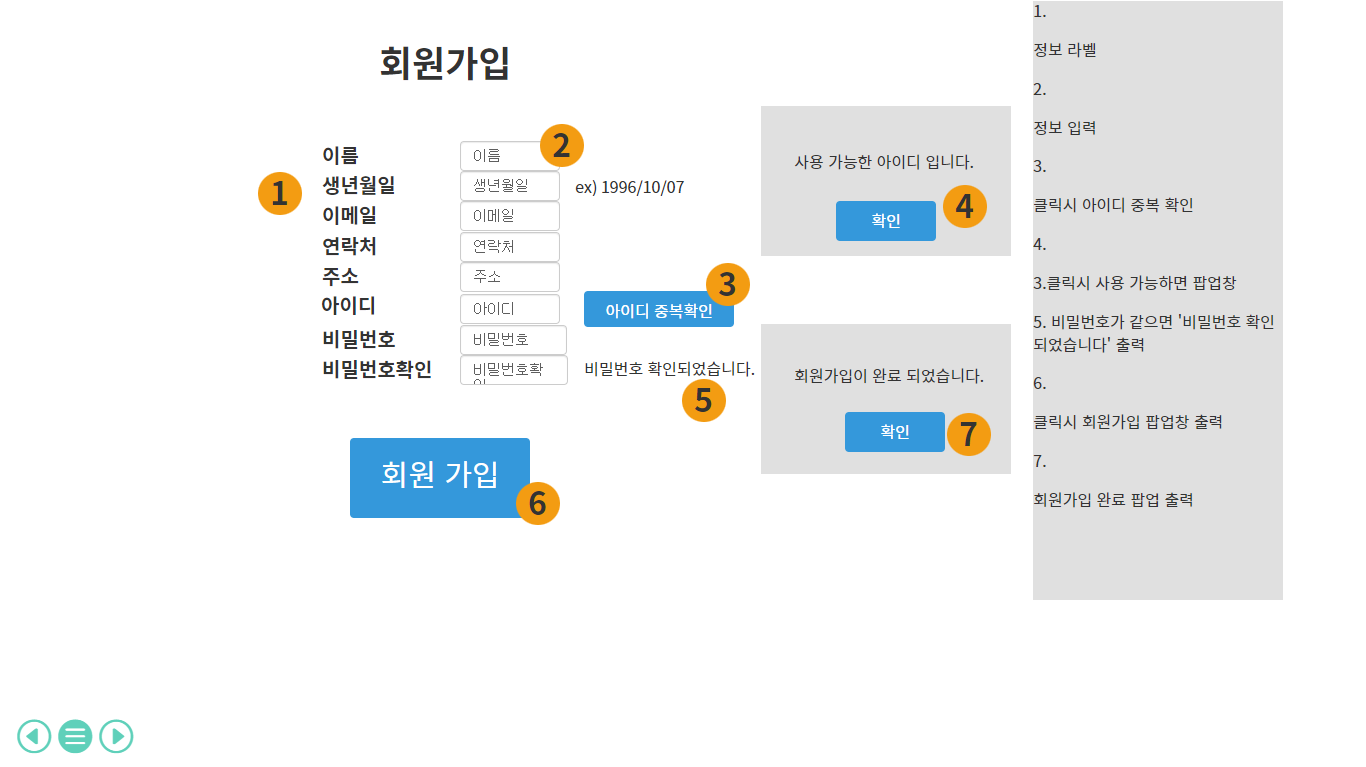 회원가입
1
2
이름
이름
생년월일
생년월일
ex) 1996/10/07
이메일
이메일
연락처
연락처
주소
주소
3
아이디
아이디
아이디 중복확인
비밀번호
비밀번호
비밀번호확인
비밀번호확
인
비밀번호 확인되었습니다.
5
회원 가입
6
사용 가능한 아이디 입니다.
확인
4
회원가입이 완료 되었습니다.
확인
7
1.
정보 라벨
2.
정보 입력
3.
클릭시 아이디 중복 확인
4.
3.클릭시 사용 가능하면 팝업창
5. 비밀번호가 같으면 '비밀번호 확인
되었습니다' 출력
6.
클릭시 회원가입 팝업창 출력
7.
회원가입 완료 팝업 출력